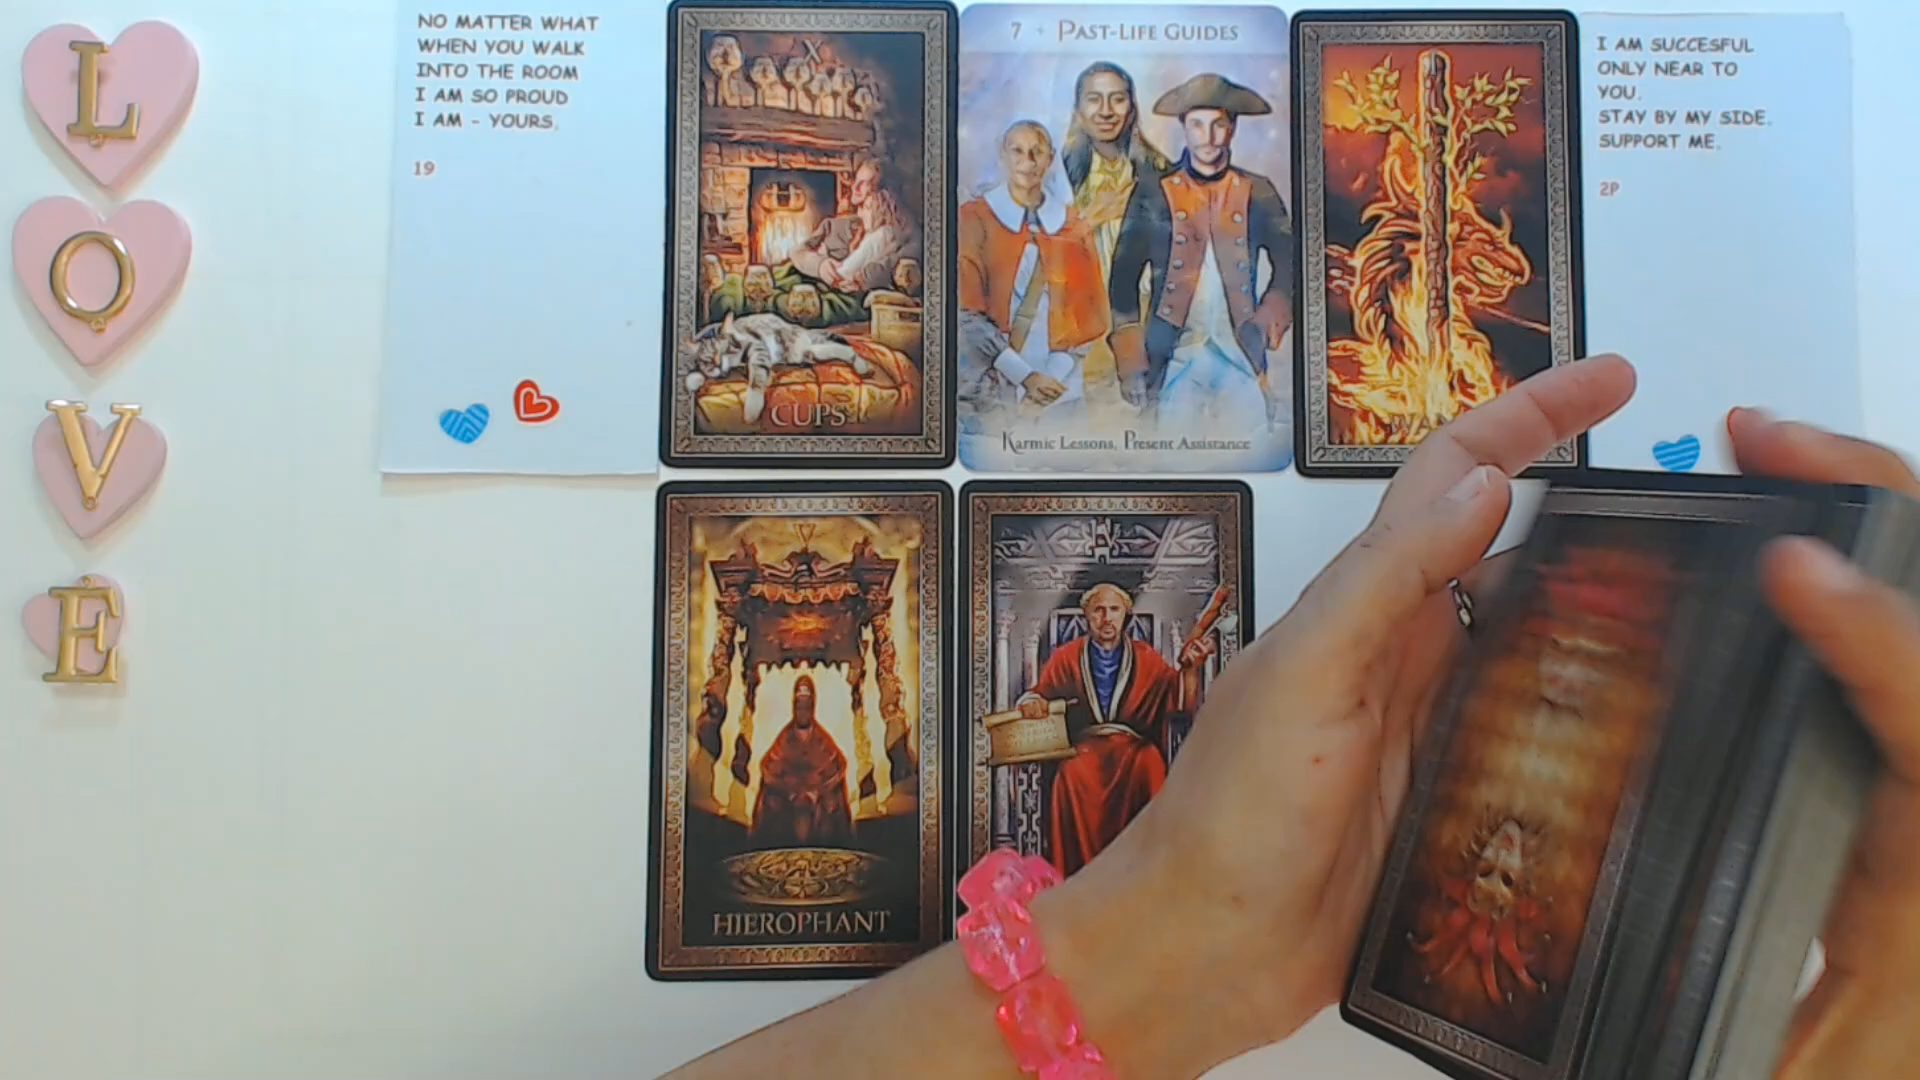 L
O
V
E
NO MATTER WHAT
WHEN YOU WALK
INTO THE ROOM
I AM SO PROUD
I AM - YOURS.
19
X
CUPS
7 + PAST-LIFE GUIDES
Karmic Lessons, Present Assistance
I AM SUCCESFUL
ONLY NEAR TO
YOU.
STAY BY MY SIDE.
SUPPORT ME.
2P
V
HIEROPHANT
IV